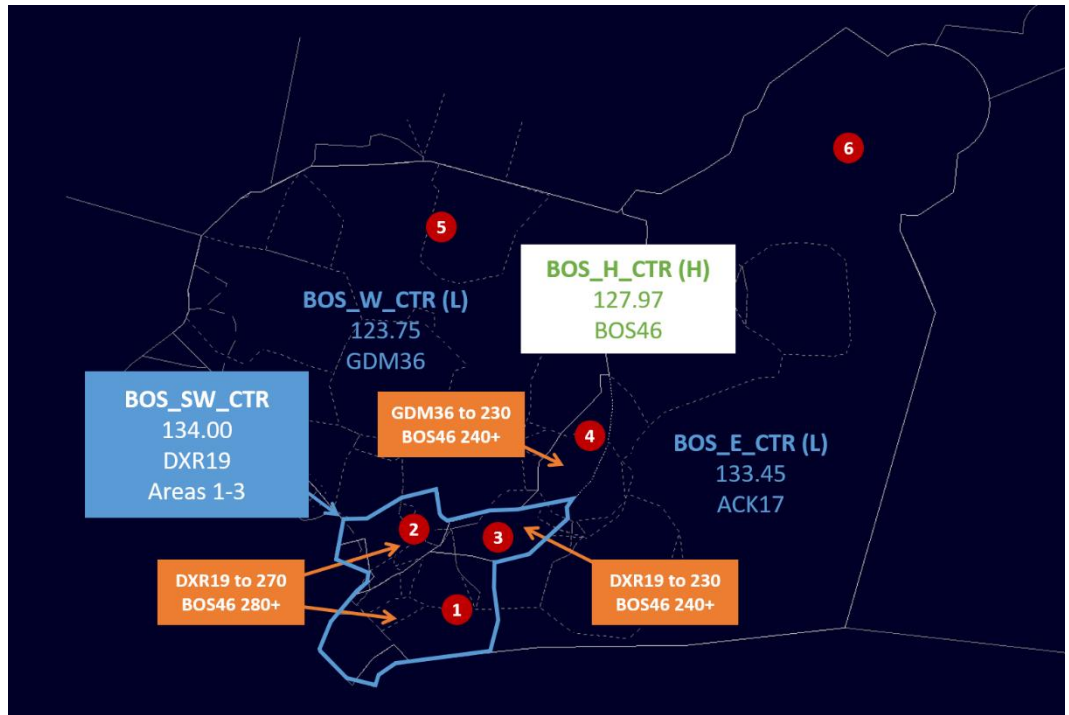 6
5
BOS_H_CTR (H)
127.97
BOS46
BOS_W_CTR (L)
123.75
GDM36
BOS_SW_CTR
134.00
DXR19
Areas 1-3
GDM36 to 230
BOS46 240+
4
BOS_E_CTR (L)
133.45
ACK17
2
3
DXR19 to 270
BOS46 280+
DXR19 to 230
BOS46 240+
1